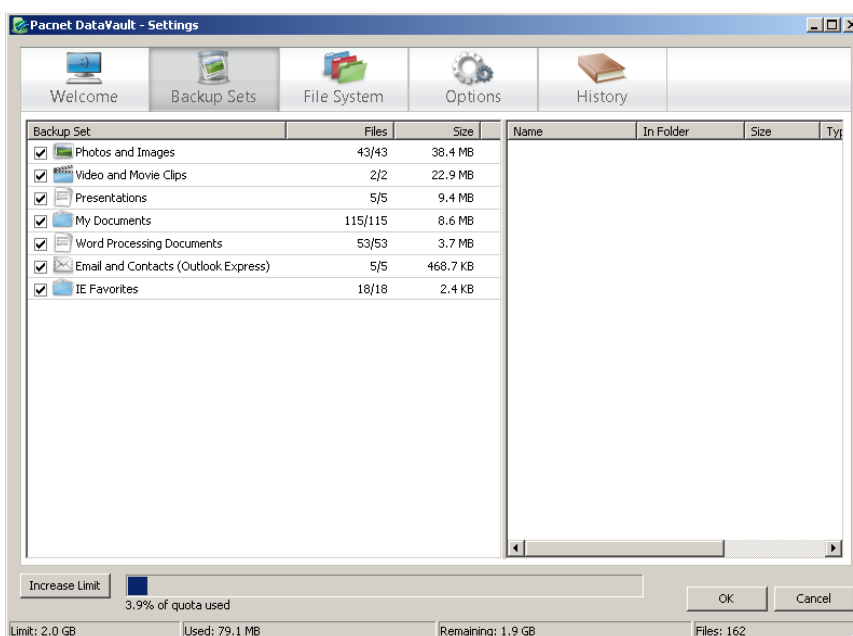 Pacnet DataVault - Settings
Welcome Backup Sets File System Options History
Backup Set Files Size Name In Folder Size Typ
Photos and Images 43/43 38.4 MB
Video and Movie Clips 2/2 22.9 MB
Presentations 5/5 9.4 MB
My Documents 115/115 8.6 MB
Word Processing Documents 53/53 3.7 MB
Email and Contacts (Outlook Express) 5/5 468.7 KB
IE Favorites 18/18 2.4 KB
Increase Limit
3.9% of quota used
OK Cancel
Limit: 2.0 GB Used: 79.1 MB Remaining: 1.9 GB Files: 162